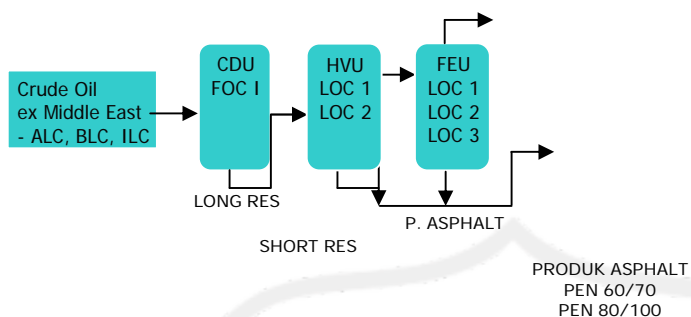 Crude Oil
ex Middle East
- ALC, BLC, ILC
CDU
FOC I
HVU
LOC 1
LOC 2
FEU
LOC 1
LOC 2
LOC 3
LONG RES
P. ASPHALT
SHORT RES
PRODUK ASPHALT
PEN 60/70
PEN 80/100